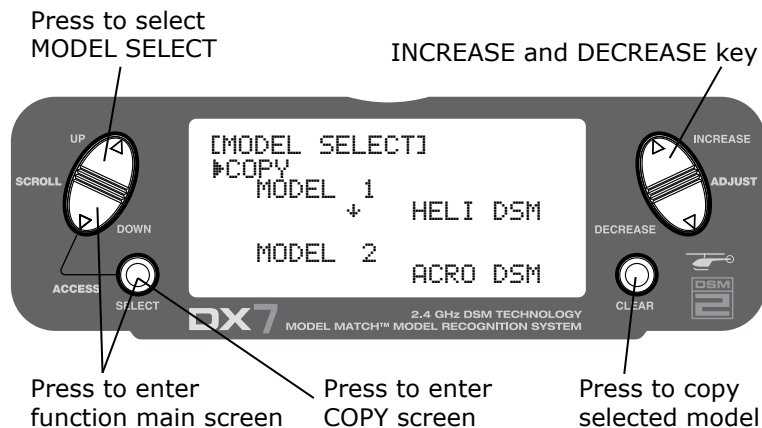 Press to select
MODEL SELECT
INCREASE and DECREASE key
UP
SCROLL
DOWN
ACCESS
SELECT
[MODEL SELECT]
COPY
MODEL 1
HELI DSM
MODEL 2
ACRO DSM
INCREASE
ADJUST
DECREASE
CLEAR
DSM
2
DX7
2.4 GHz DSM TECHNOLOGY
MODEL MATCH™ MODEL RECOGNITION SYSTEM
Press to enter
function main screen
Press to enter
COPY screen
Press to copy
selected model